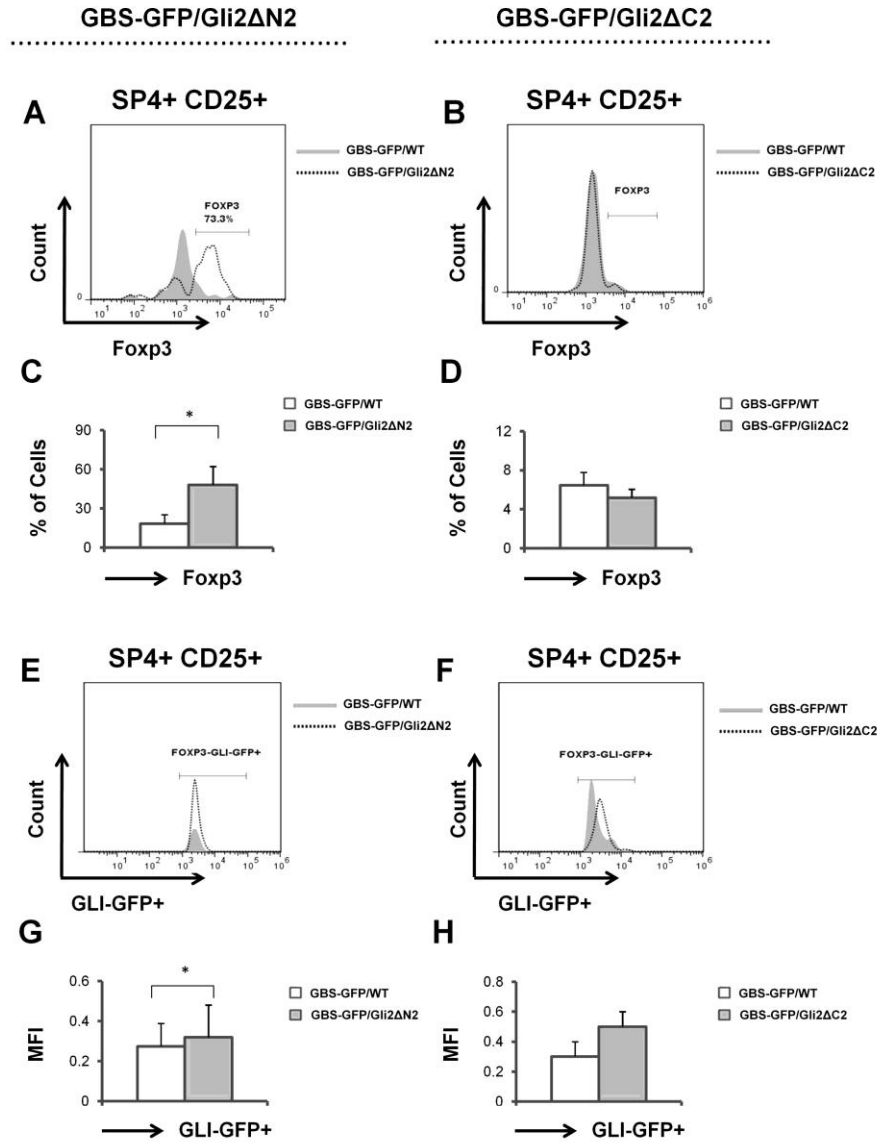 GBS-GFP/Gli2ΔN2
GBS-GFP/Gli2ΔC2
A
SP4+ CD25+
GBS-GFP/WT
GBS-GFP/Gli2ΔN2
FOXP3
73.3%
Count
0
10¹ 10² 10³ 10⁴ 10⁵
Foxp3
B
SP4+ CD25+
GBS-GFP/WT
GBS-GFP/Gli2ΔC2
FOXP3
Count
0
10¹ 10² 10³ 10⁴ 10⁵ 10⁶
Foxp3
C
GBS-GFP/WT
GBS-GFP/Gli2ΔN2
*
% of Cells
90
60
30
0
Foxp3
D
GBS-GFP/WT
GBS-GFP/Gli2ΔC2
% of Cells
12
8
4
0
Foxp3
E
SP4+ CD25+
GBS-GFP/WT
GBS-GFP/Gli2ΔN2
FOXP3-GLI-GFP+
Count
10¹ 10² 10³ 10⁴ 10⁵ 10⁶
GLI-GFP+
F
SP4+ CD25+
GBS-GFP/WT
GBS-GFP/Gli2ΔC2
FOXP3-GLI-GFP+
Count
10¹ 10² 10³ 10⁴ 10⁵ 10⁶
GLI-GFP+
G
GBS-GFP/WT
GBS-GFP/Gli2ΔN2
*
MFI
0.6
0.4
0.2
0
GLI-GFP+
H
GBS-GFP/WT
GBS-GFP/Gli2ΔC2
MFI
0.8
0.6
0.4
0.2
0
GLI-GFP+